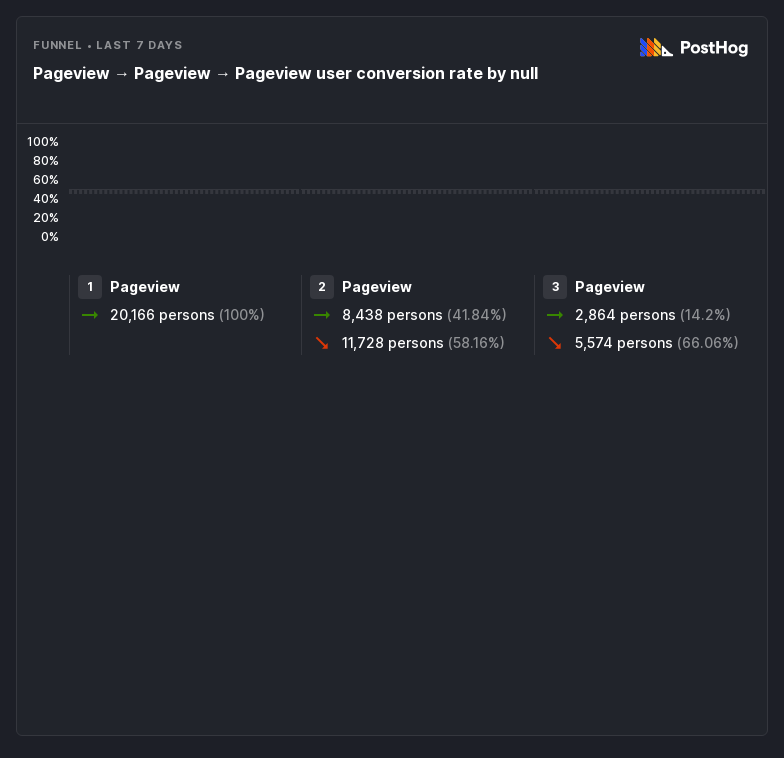 FUNNEL • LAST 7 DAYS
PostHog
Pageview → Pageview → Pageview user conversion rate by null
100%
80%
60%
40%
20%
0%
1 Pageview
20,166 persons (100%)
2 Pageview
8,438 persons (41.84%)
11,728 persons (58.16%)
3 Pageview
2,864 persons (14.2%)
5,574 persons (66.06%)